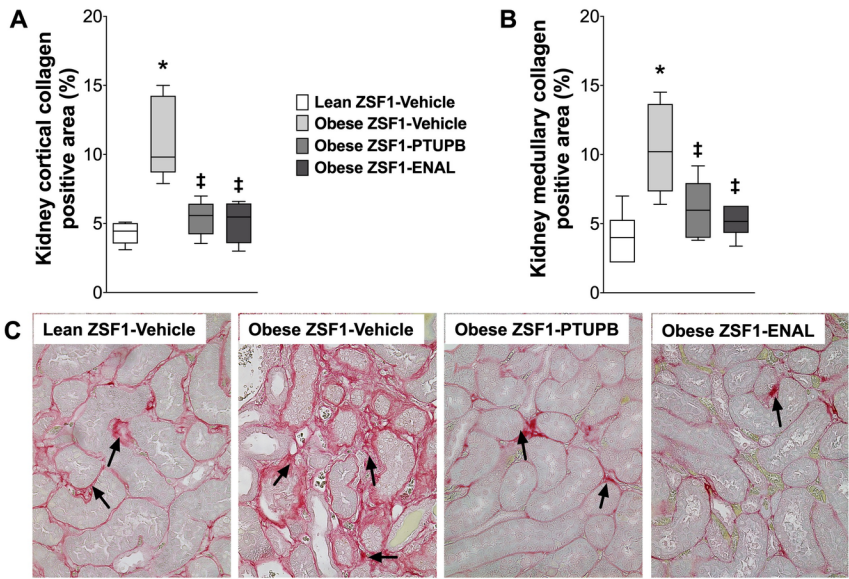 A
Kidney cortical collagen
positive area (%)
20
15
10
5
0
*
‡
‡
Lean ZSF1-Vehicle
Obese ZSF1-Vehicle
Obese ZSF1-PTUPB
Obese ZSF1-ENAL
B
Kidney medullary collagen
positive area (%)
20
15
10
5
0
*
‡
‡
C
Lean ZSF1-Vehicle
Obese ZSF1-Vehicle
Obese ZSF1-PTUPB
Obese ZSF1-ENAL